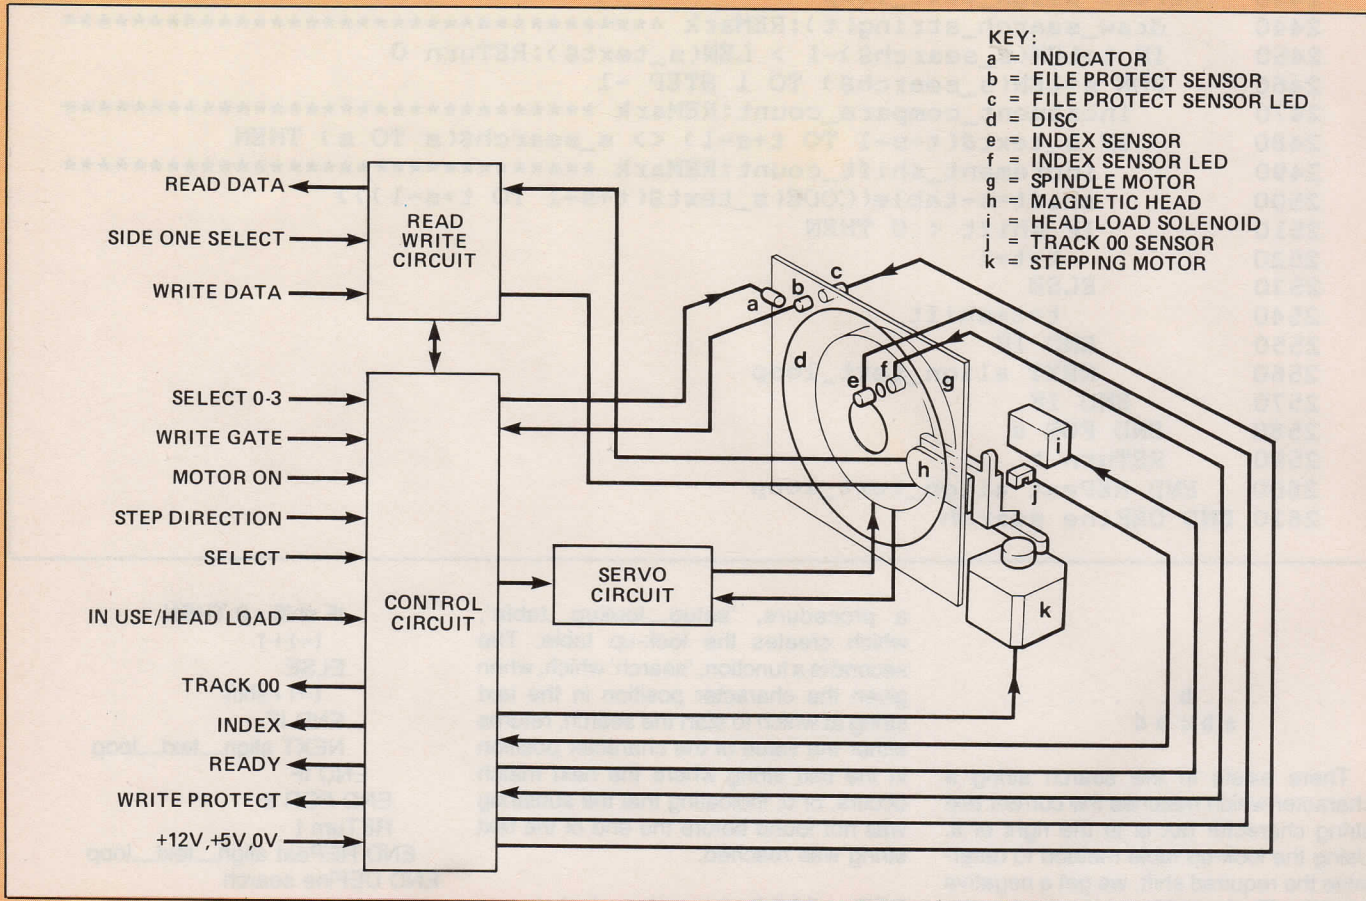 KEY:
a = INDICATOR
b = FILE PROTECT SENSOR
c = FILE PROTECT SENSOR LED
d = DISC
e = INDEX SENSOR
f = INDEX SENSOR LED
g = SPINDLE MOTOR
h = MAGNETIC HEAD
i = HEAD LOAD SOLENOID
j = TRACK 00 SENSOR
k = STEPPING MOTOR
READ DATA
SIDE ONE SELECT
WRITE DATA
READ
WRITE
CIRCUIT
SELECT 0-3
WRITE GATE
MOTOR ON
STEP DIRECTION
SELECT
IN USE/HEAD LOAD
TRACK 00
INDEX
READY
WRITE PROTECT
+12V,+5V,0V
CONTROL
CIRCUIT
SERVO
CIRCUIT
a
b
c
d
e
f
g
h
i
j
k